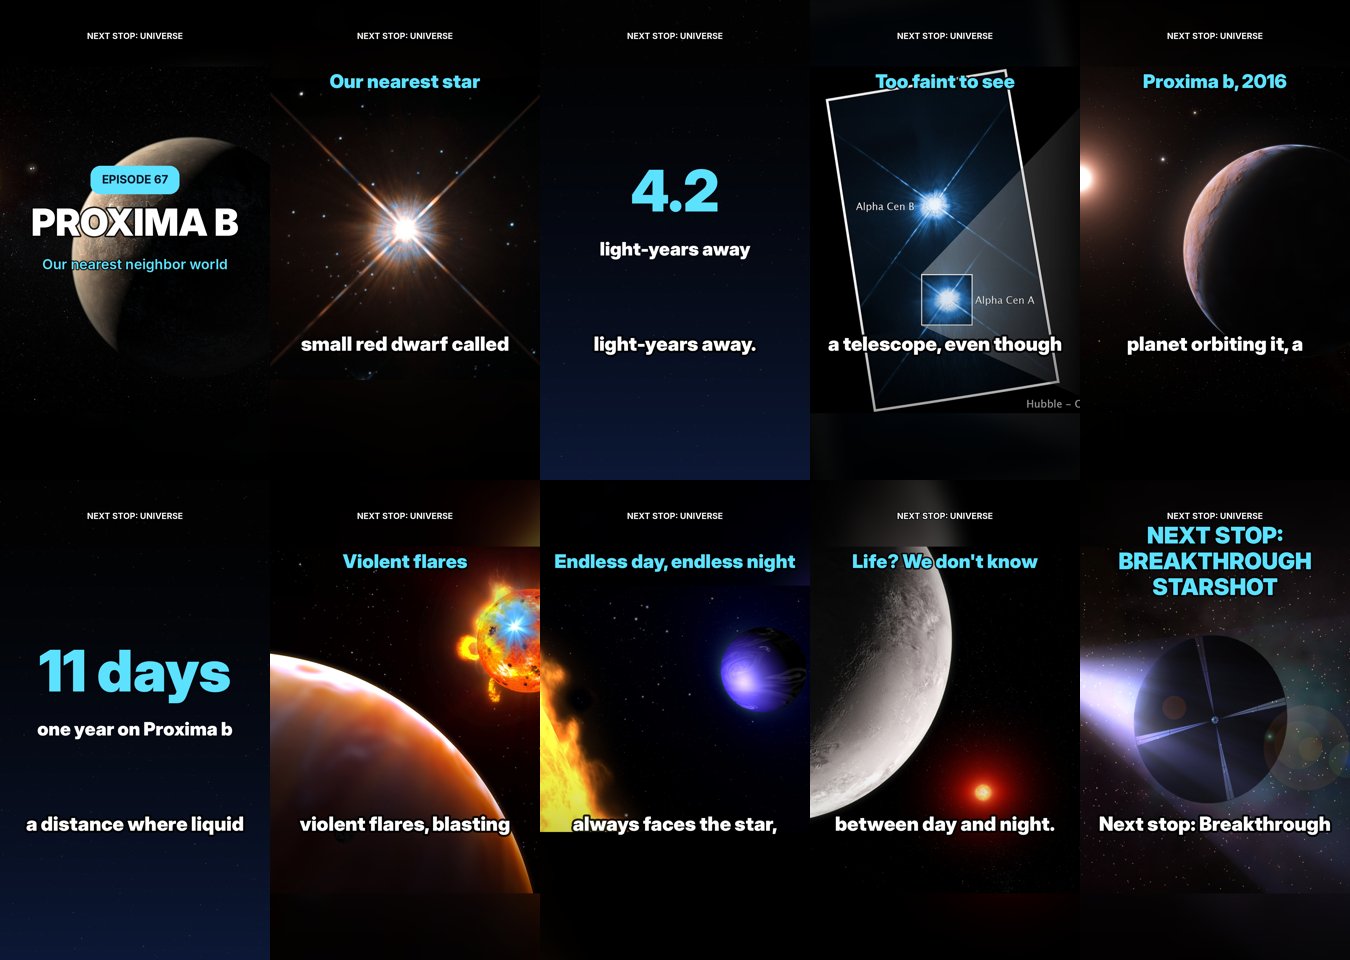 NEXT STOP: UNIVERSE
EPISODE 67
PROXIMA B
Our nearest neighbor world
NEXT STOP: UNIVERSE
Our nearest star
small red dwarf called
NEXT STOP: UNIVERSE
4.2
light-years away
light-years away.
NEXT STOP: UNIVERSE
Too faint to see
Alpha Cen B
Alpha Cen A
a telescope, even though
Hubble – C
NEXT STOP: UNIVERSE
Proxima b, 2016
planet orbiting it, a
NEXT STOP: UNIVERSE
11 days
one year on Proxima b
a distance where liquid
NEXT STOP: UNIVERSE
Violent flares
violent flares, blasting
NEXT STOP: UNIVERSE
Endless day, endless night
always faces the star,
NEXT STOP: UNIVERSE
Life? We don't know
between day and night.
NEXT STOP: UNIVERSE
NEXT STOP:
BREAKTHROUGH
STARSHOT
Next stop: Breakthrough